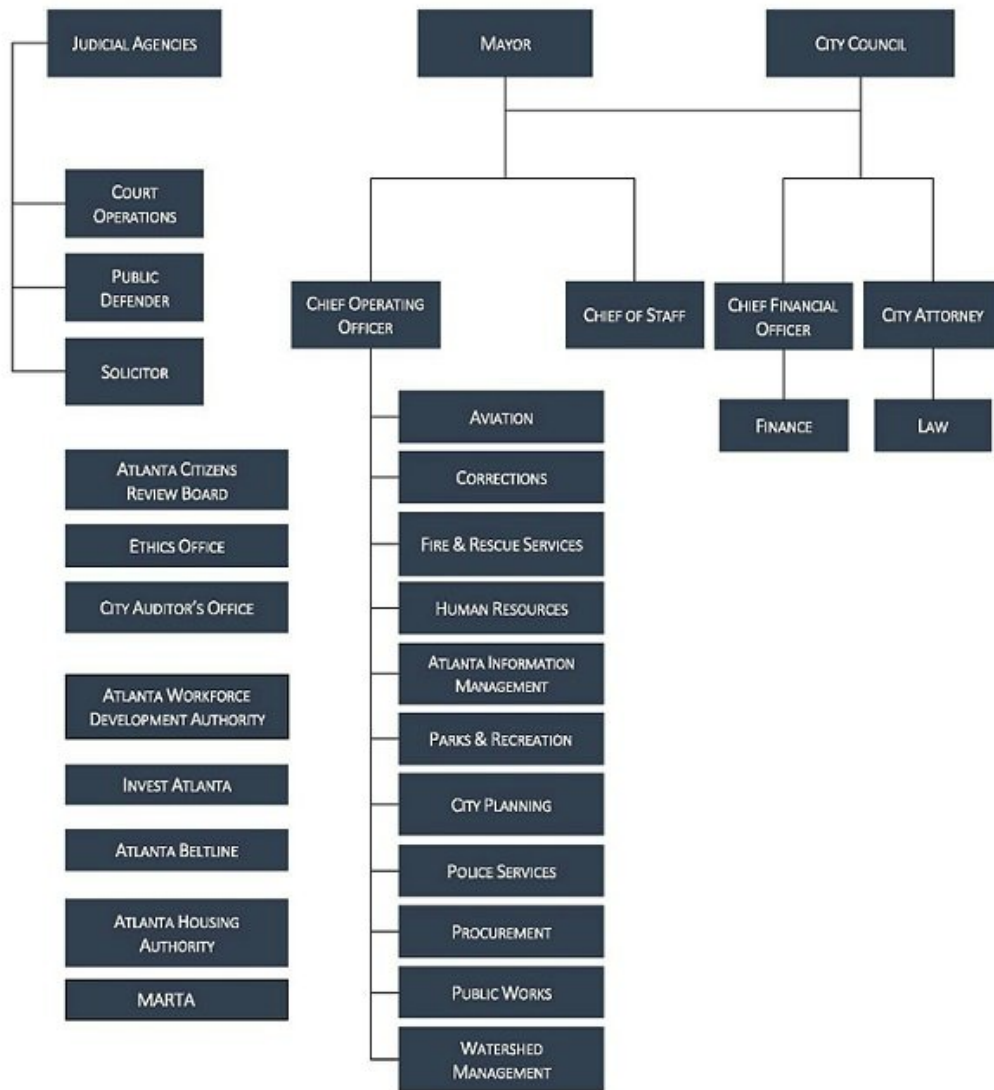 JUDICIAL AGENCIES
MAYOR
CITY COUNCIL
COURT
OPERATIONS
PUBLIC
DEFENDER
SOLICITOR
CHIEF OPERATING
OFFICER
CHIEF OF STAFF
CHIEF FINANCIAL
OFFICER
CITY ATTORNEY
FINANCE
LAW
AVIATION
CORRECTIONS
FIRE & RESCUE SERVICES
HUMAN RESOURCES
ATLANTA INFORMATION
MANAGEMENT
PARKS & RECREATION
CITY PLANNING
POLICE SERVICES
PROCUREMENT
PUBLIC WORKS
WATERSHED
MANAGEMENT
ATLANTA CITIZENS
REVIEW BOARD
ETHICS OFFICE
CITY AUDITOR'S OFFICE
ATLANTA WORKFORCE
DEVELOPMENT AUTHORITY
INVEST ATLANTA
ATLANTA BELTLINE
ATLANTA HOUSING
AUTHORITY
MARTA